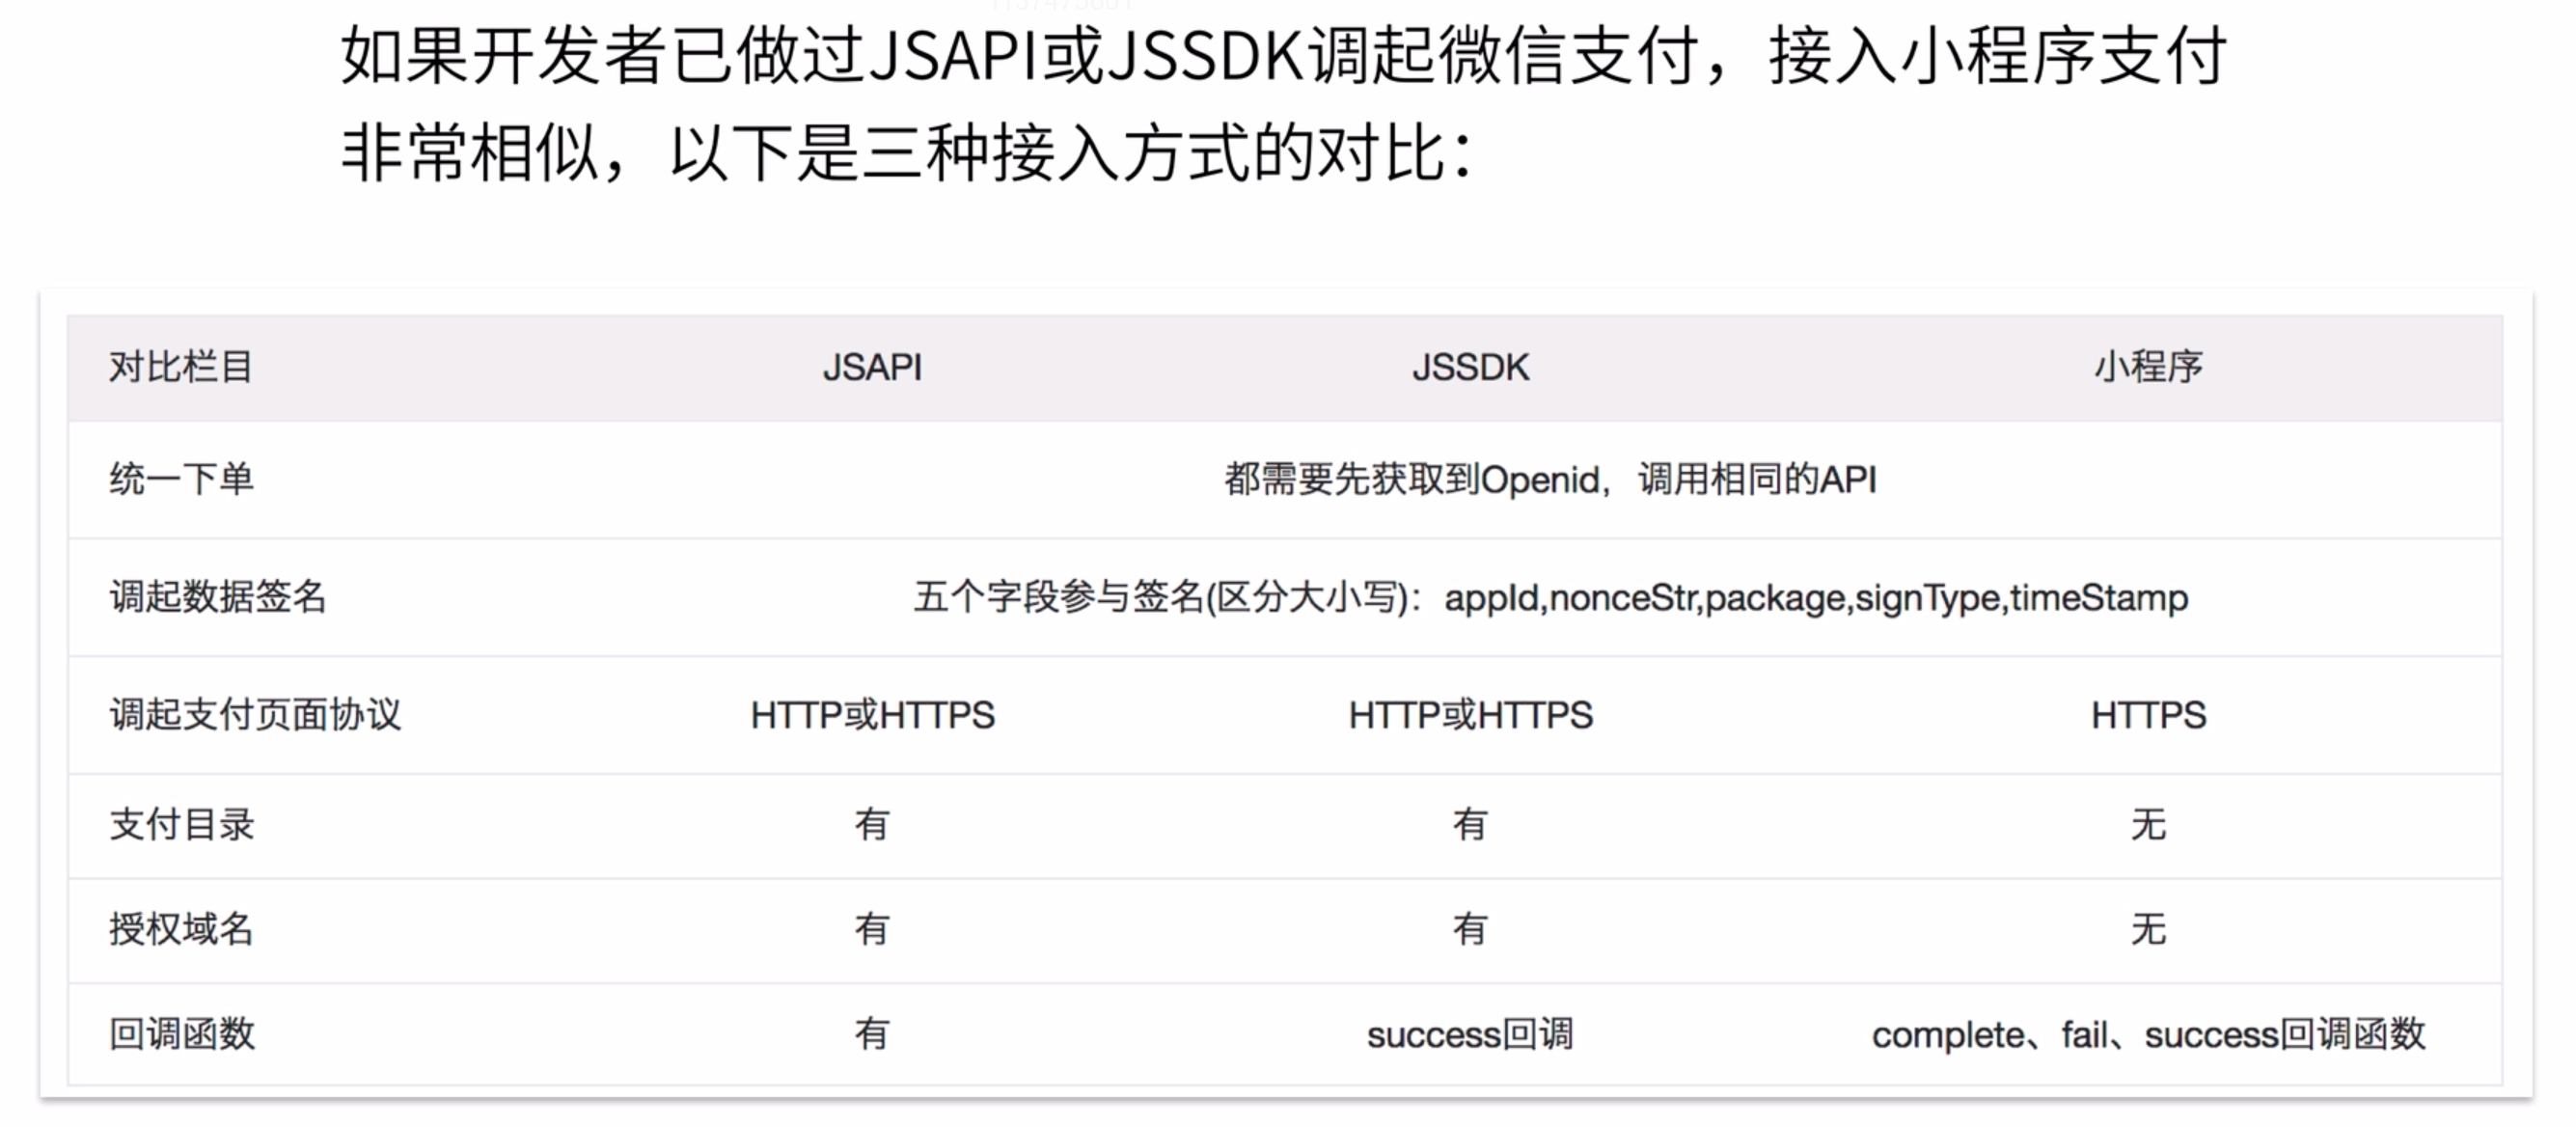 如果开发者已做过JSAPI或JSSDK调起微信支付，接入小程序支付
非常相似，以下是三种接入方式的对比：
对比栏目 JSAPI JSSDK 小程序
统一下单 都需要先获取到Openid，调用相同的API
调起数据签名 五个字段参与签名(区分大小写)：appId,nonceStr,package,signType,timeStamp
调起支付页面协议 HTTP或HTTPS HTTP或HTTPS HTTPS
支付目录 有 有 无
授权域名 有 有 无
回调函数 有 success回调 complete、fail、success回调函数